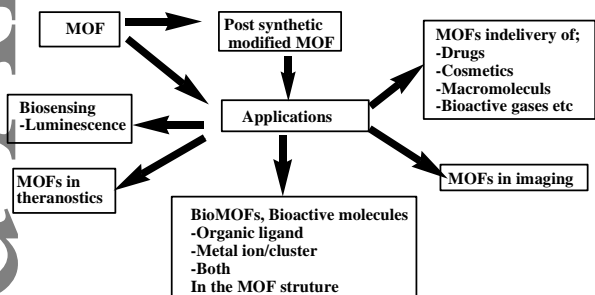 MOF
Post synthetic
modified MOF
MOFs indelivery of;
-Drugs
-Cosmetics
-Macromoleculs
-Bioactive gases etc
Biosensing
-Luminescence
Applications
MOFs in
theranostics
MOFs in imaging
BioMOFs, Bioactive molecules
-Organic ligand
-Metal ion/cluster
-Both
In the MOF struture